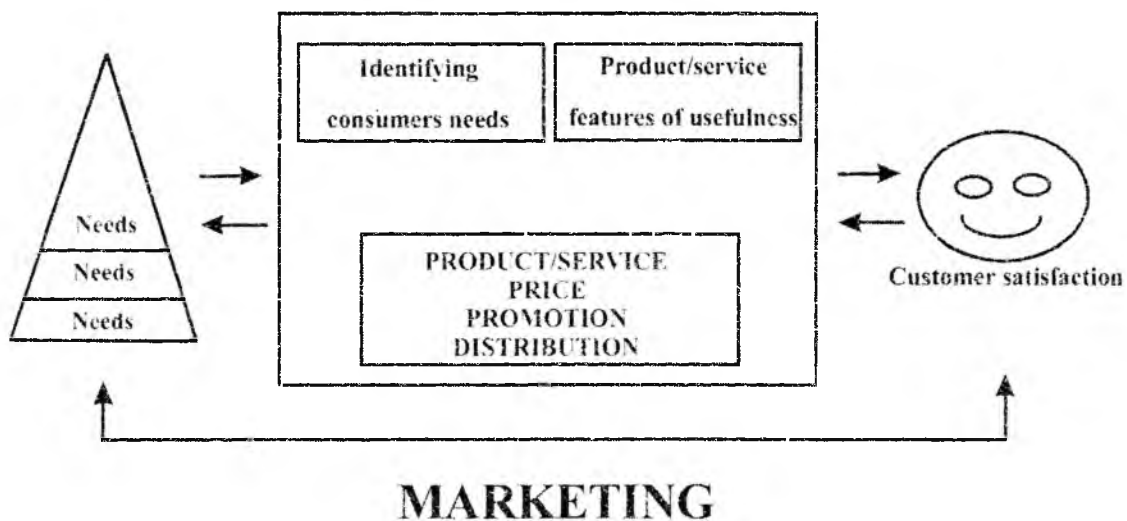 Identifying
consumers needs
Product/service
features of usefulness
Needs
Needs
Needs
PRODUCT/SERVICE
PRICE
PROMOTION
DISTRIBUTION
Customer satisfaction
MARKETING